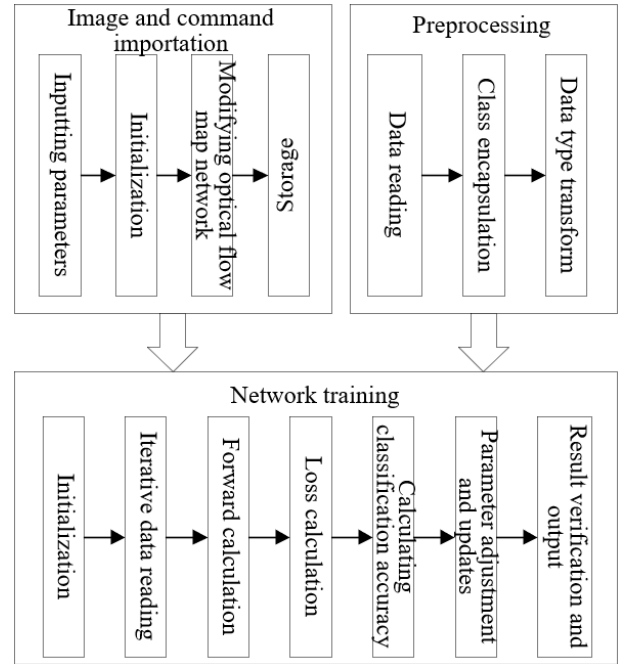 Image and command
importation
Inputting parameters
Initialization
Modifying optical flow
map network
Storage
Preprocessing
Data reading
Class encapsulation
Data type transform
Network training
Initialization
Iterative data reading
Forward calculation
Loss calculation
Calculating
classification accuracy
Parameter adjustment
and updates
Result verification and
output